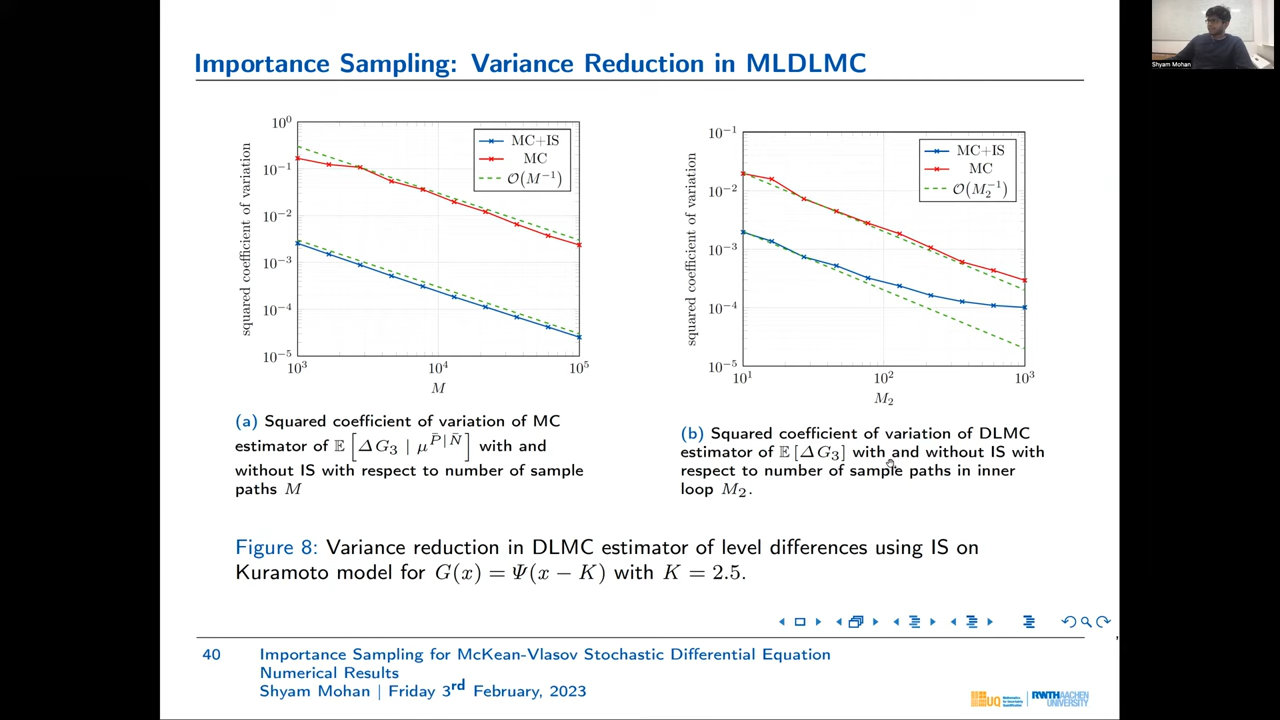 Importance Sampling: Variance Reduction in MLDLMC
Shyam Mohan
squared coefficient of variation
10^0
10^{-1}
10^{-2}
10^{-3}
10^{-4}
10^{-5}
10^3
10^4
10^5
M
MC+IS
MC
O(M^{-1})
squared coefficient of variation
10^{-1}
10^{-2}
10^{-3}
10^{-4}
10^{-5}
10^1
10^2
10^3
M_2
MC+IS
MC
O(M_2^{-1})
(a) Squared coefficient of variation of MC
estimator of 𝔼[ΔG_3 | μ^{P̄|N̄}] with and
without IS with respect to number of sample
paths M
(b) Squared coefficient of variation of DLMC
estimator of 𝔼[ΔG_3] with and without IS with
respect to number of sample paths in inner
loop M_2.
Figure 8: Variance reduction in DLMC estimator of level differences using IS on
Kuramoto model for G(x) = Ψ(x − K) with K = 2.5.
40 Importance Sampling for McKean-Vlasov Stochastic Differential Equation
Numerical Results
Shyam Mohan | Friday 3rd February, 2023
UQ
RWTH AACHEN
UNIVERSITY